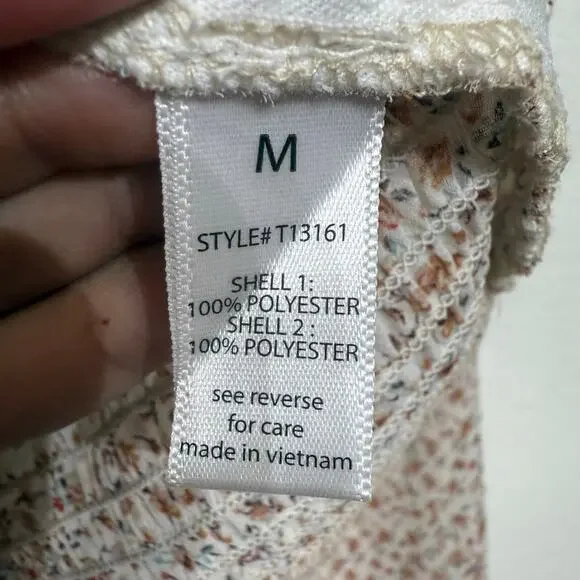 M
STYLE# T13161
SHELL 1:
100% POLYESTER
SHELL 2 :
100% POLYESTER
see reverse
for care
made in vietnam